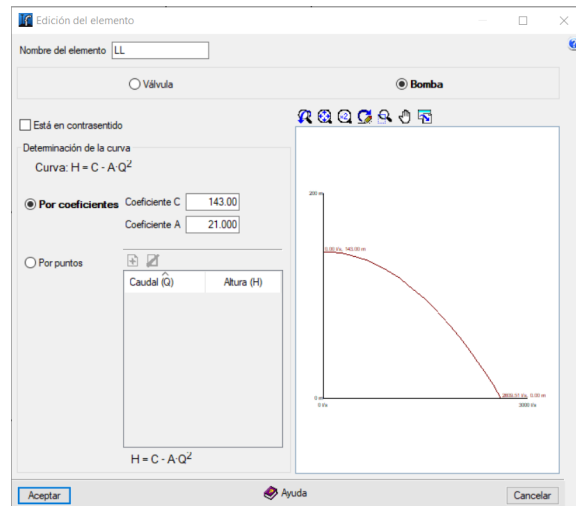 Edición del elemento
Nombre del elemento LL
Válvula
Bomba
Está en contrasentido
Determinación de la curva
Curva: H = C - A·Q2
Por coeficientes
Coeficiente C 143.00
Coeficiente A 21.000
Por puntos
Caudal (Q) Altura (H)
H = C - A·Q2
200 m
0.00 l/s, 143.00 m
0 m
0.00 m
0 l/s
3000 l/s
Aceptar
Ayuda
Cancelar